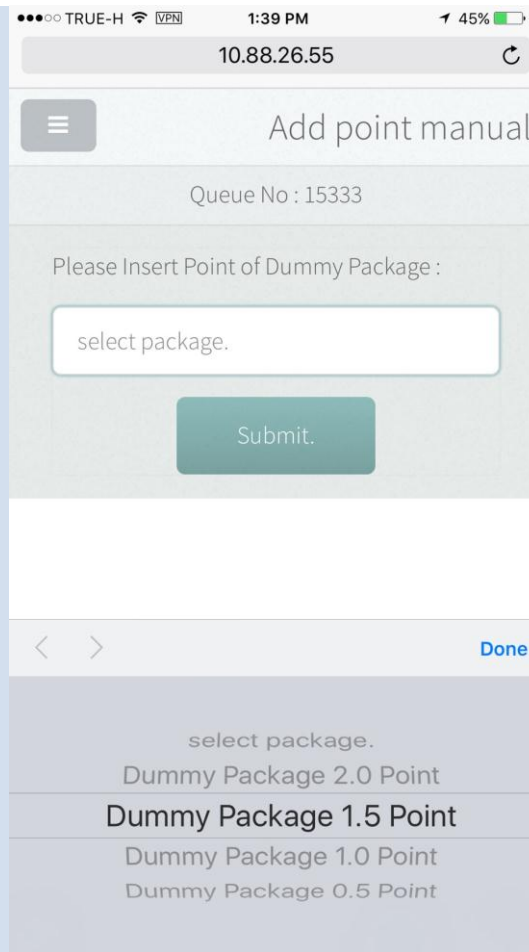 TRUE-H VPN 1:39 PM 45%
10.88.26.55
Add point manual
Queue No : 15333
Please Insert Point of Dummy Package :
select package.
Submit.
Done
select package.
Dummy Package 2.0 Point
Dummy Package 1.5 Point
Dummy Package 1.0 Point
Dummy Package 0.5 Point